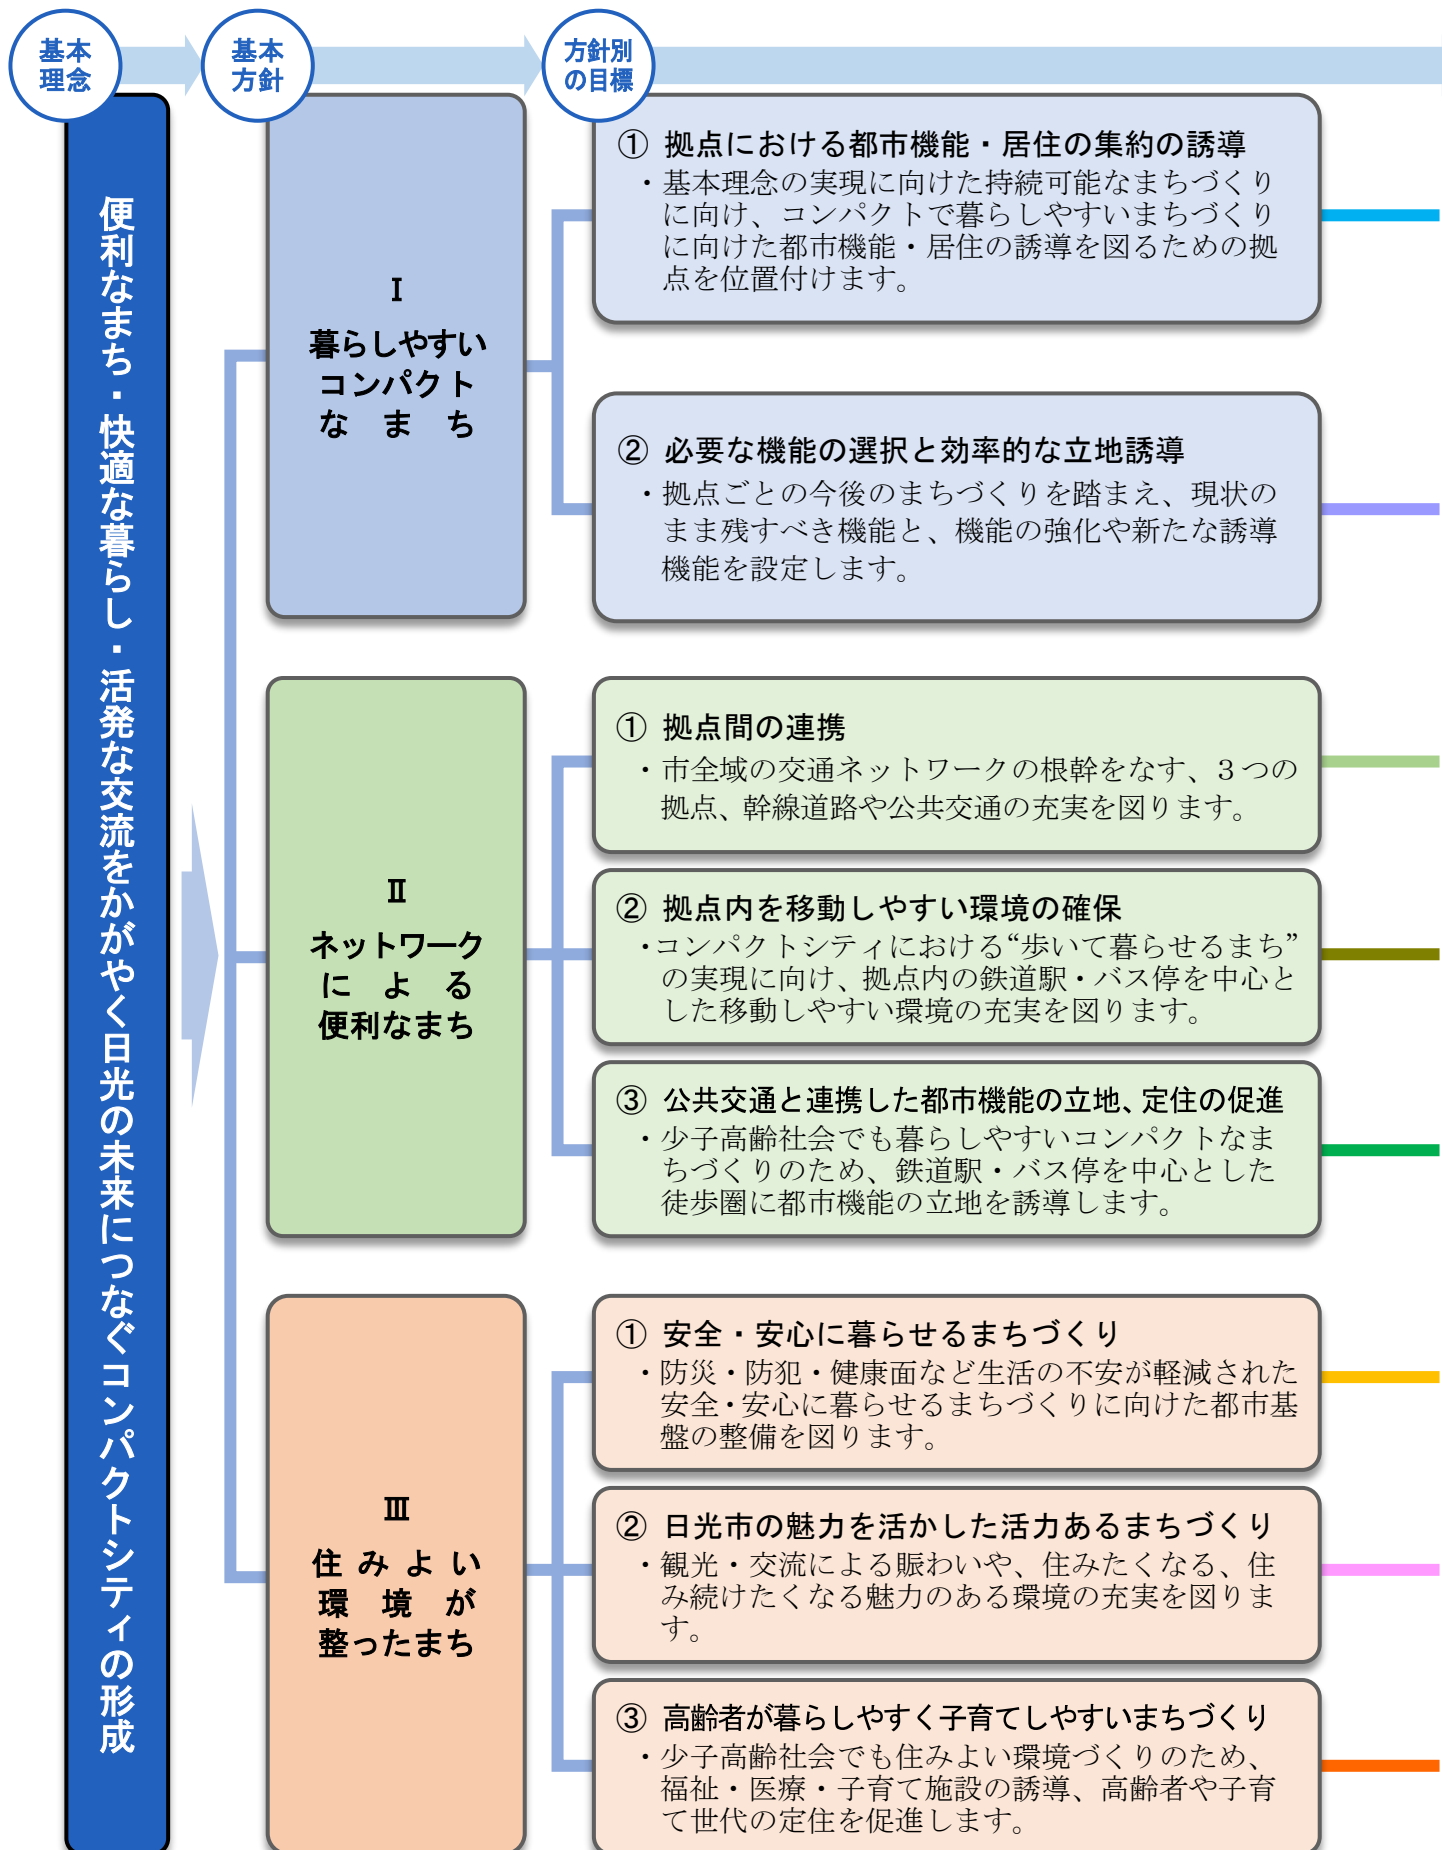 基本
理念
基本
方針
方針別
の目標
便利なまち・快適な暮らし・活発な交流をかがやく日光の未来につなぐコンパクトシティの形成
Ⅰ
暮らしやすい
コンパクト
な ま ち
① 拠点における都市機能・居住の集約の誘導
・基本理念の実現に向けた持続可能なまちづくり
に向け、コンパクトで暮らしやすいまちづくり
に向けた都市機能・居住の誘導を図るための拠
点を位置付けます。
② 必要な機能の選択と効率的な立地誘導
・拠点ごとの今後のまちづくりを踏まえ、現状の
まま残すべき機能と、機能の強化や新たな誘導
機能を設定します。
Ⅱ
ネットワーク
に よ る
便利なまち
① 拠点間の連携
・市全域の交通ネットワークの根幹をなす、３つの
拠点、幹線道路や公共交通の充実を図ります。
② 拠点内を移動しやすい環境の確保
・コンパクトシティにおける“歩いて暮らせるまち”
の実現に向け、拠点内の鉄道駅・バス停を中心と
した移動しやすい環境の充実を図ります。
③ 公共交通と連携した都市機能の立地、定住の促進
・少子高齢社会でも暮らしやすいコンパクトなま
ちづくりのため、鉄道駅・バス停を中心とした
徒歩圏に都市機能の立地を誘導します。
Ⅲ
住 み よ い
環 境 が
整ったまち
① 安全・安心に暮らせるまちづくり
・防災・防犯・健康面など生活の不安が軽減された
安全・安心に暮らせるまちづくりに向けた都市基
盤の整備を図ります。
② 日光市の魅力を活かした活力あるまちづくり
・観光・交流による賑わいや、住みたくなる、住
み続けたくなる魅力のある環境の充実を図りま
す。
③ 高齢者が暮らしやすく子育てしやすいまちづくり
・少子高齢社会でも住みよい環境づくりのため、
福祉・医療・子育て施設の誘導、高齢者や子育
て世代の定住を促進します。